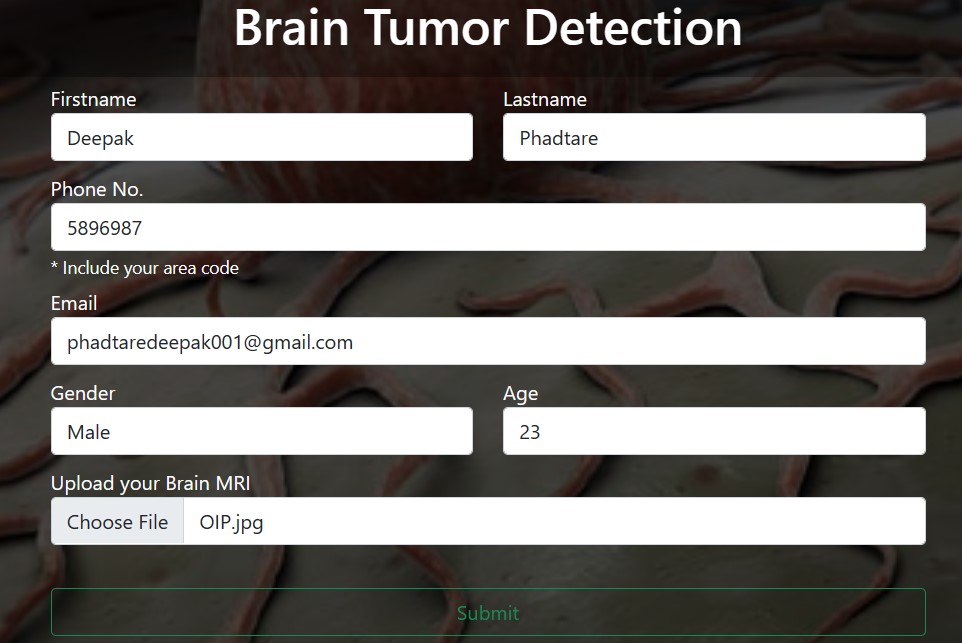 Brain Tumor Detection
Firstname Lastname
Deepak Phadtare
Phone No.
5896987
* Include your area code
Email
phadtaredeepak001@gmail.com
Gender Age
Male 23
Upload your Brain MRI
Choose File OIP.jpg
Submit